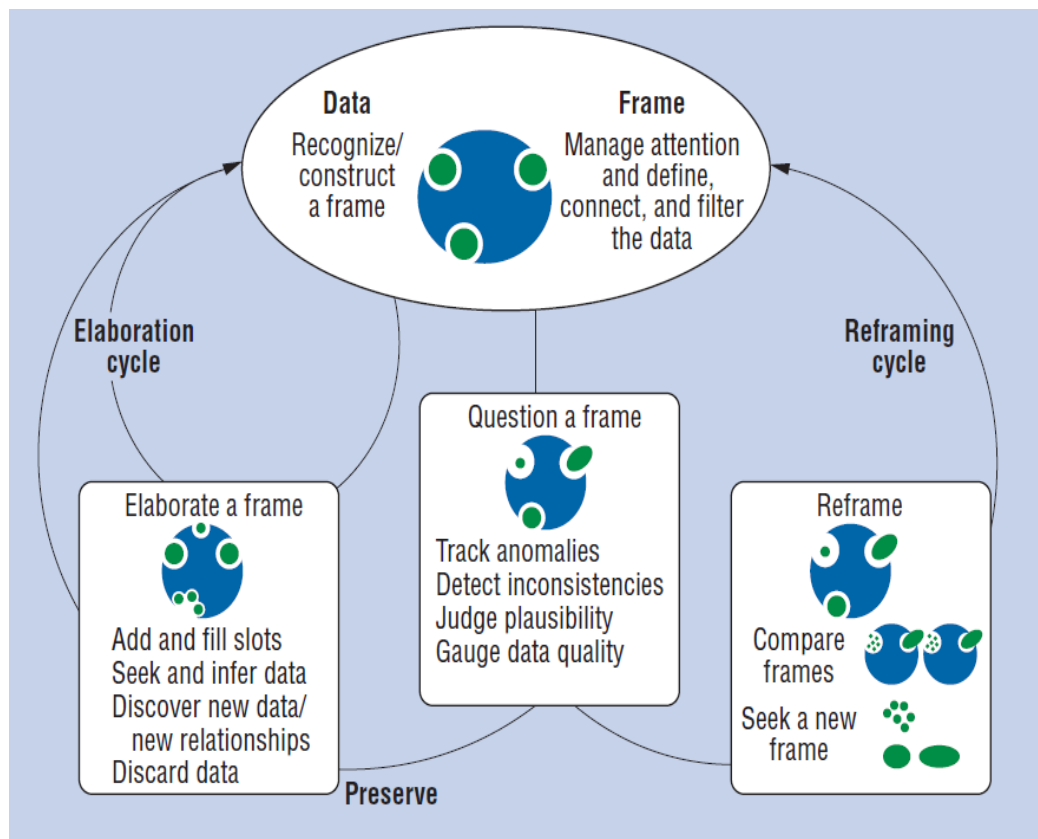 Data
Recognize/
construct
a frame
Frame
Manage attention
and define,
connect, and filter
the data
Elaboration
cycle
Reframing
cycle
Question a frame
Track anomalies
Detect inconsistencies
Judge plausibility
Gauge data quality
Elaborate a frame
Add and fill slots
Seek and infer data
Discover new data/
new relationships
Discard data
Reframe
Compare
frames
Seek a new
frame
Preserve